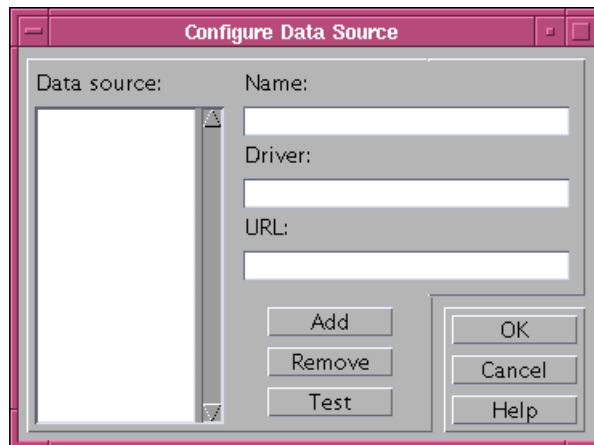 Configure Data Source
Data source:
Name:
Driver:
URL:
Add
Remove
Test
OK
Cancel
Help